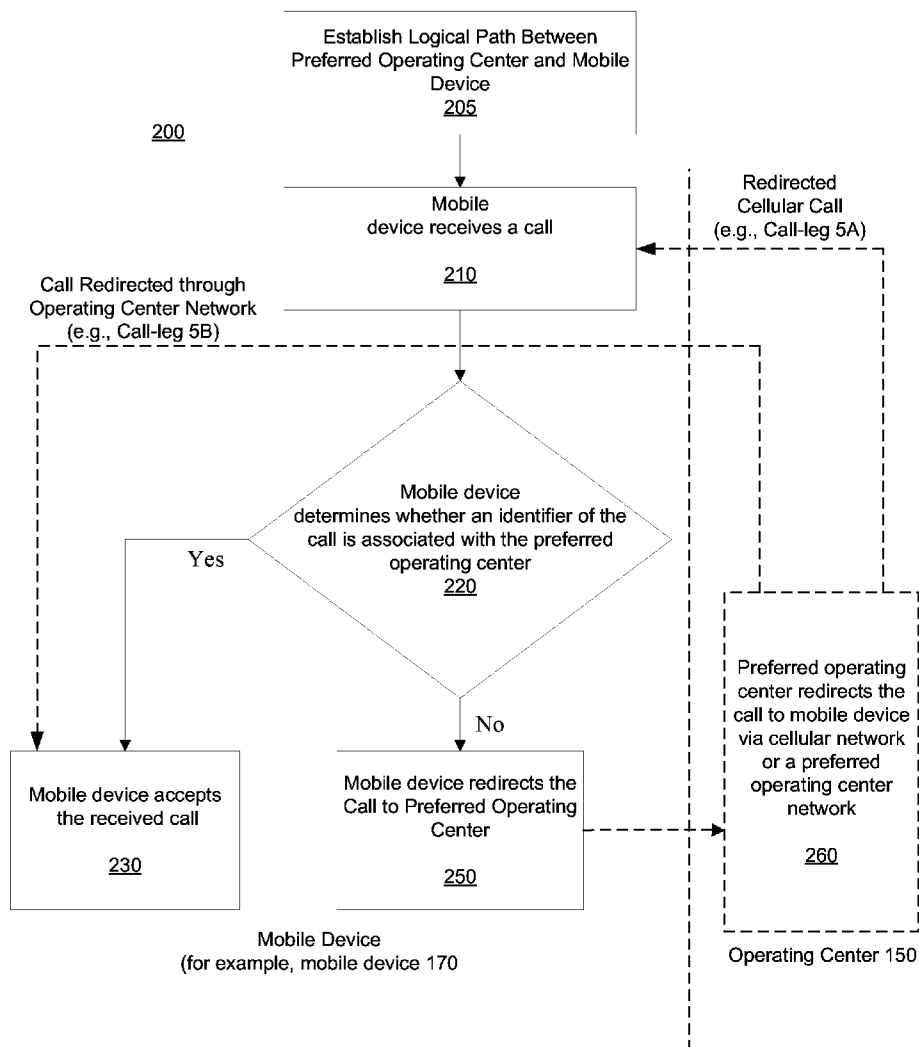 Establish Logical Path Between
Preferred Operating Center and Mobile
Device
205
200
Mobile
device receives a call
210
Redirected
Cellular Call
(e.g., Call-leg 5A)
Call Redirected through
Operating Center Network
(e.g., Call-leg 5B)
Mobile device
determines whether an identifier of the
call is associated with the preferred
operating center
220
Yes
No
Mobile device accepts
the received call
230
Mobile device redirects the
Call to Preferred Operating
Center
250
Preferred operating
center redirects the
call to mobile device
via cellular network
or a preferred
operating center
network
260
Mobile Device
(for example, mobile device 170
Operating Center 150